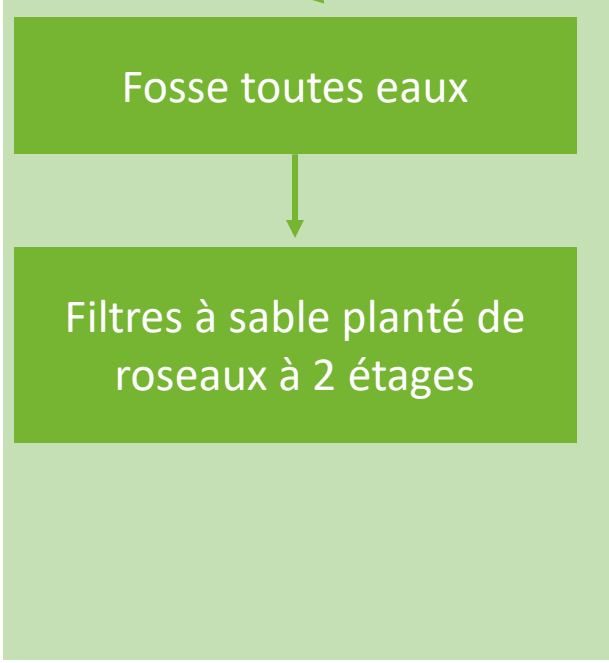 Fosse toutes eaux
Filtres à sable planté de
roseaux à 2 étages